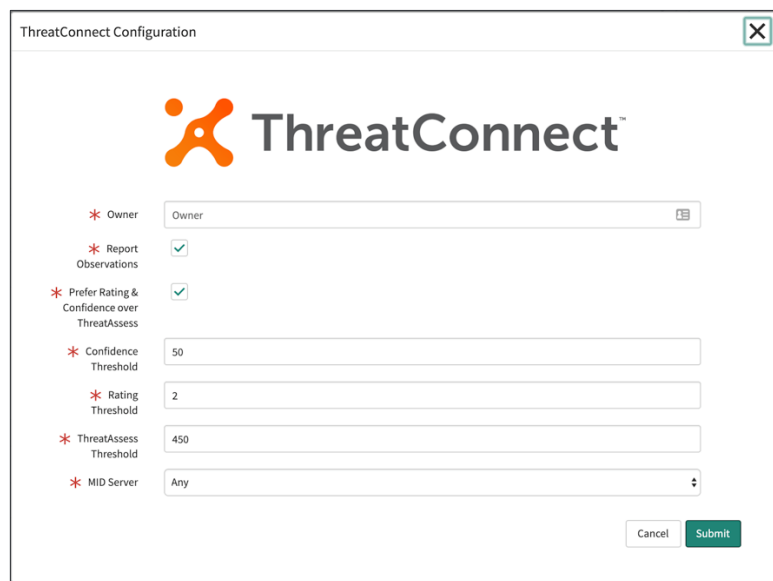 ThreatConnect Configuration
ThreatConnect™
* Owner
Owner
* Report
Observations
* Prefer Rating &
Confidence over
ThreatAssess
* Confidence
Threshold
50
* Rating
Threshold
2
* ThreatAssess
Threshold
450
* MID Server
Any
Cancel
Submit